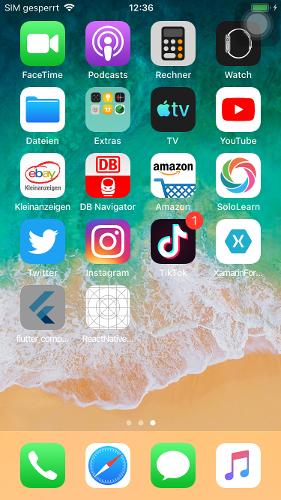 SIM gesperrt 12:36
FaceTime Podcasts Rechner Watch
tv
Dateien Extras TV YouTube
ebay Kleinanzeigen DB amazon
Kleinanzeigen DB Navigator Amazon SoloLearn
1
Twitter Instagram TikTok XamarinFor...
flutter_comp... ReactNative...